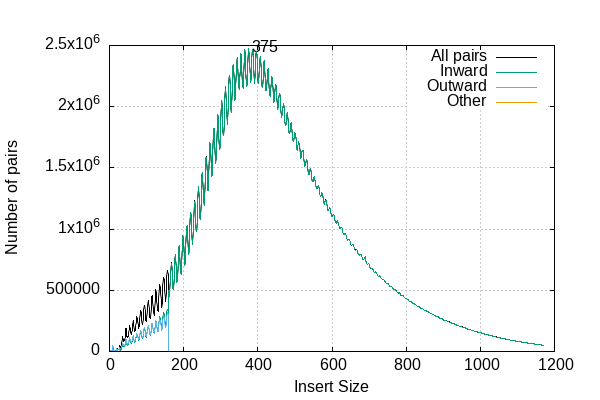 2.5x10⁶
375
All pairs
Inward
Outward
Other
2x10⁶
1.5x10⁶
1x10⁶
500000
0
Number of pairs
0 200 400 600 800 1000 1200
Insert Size